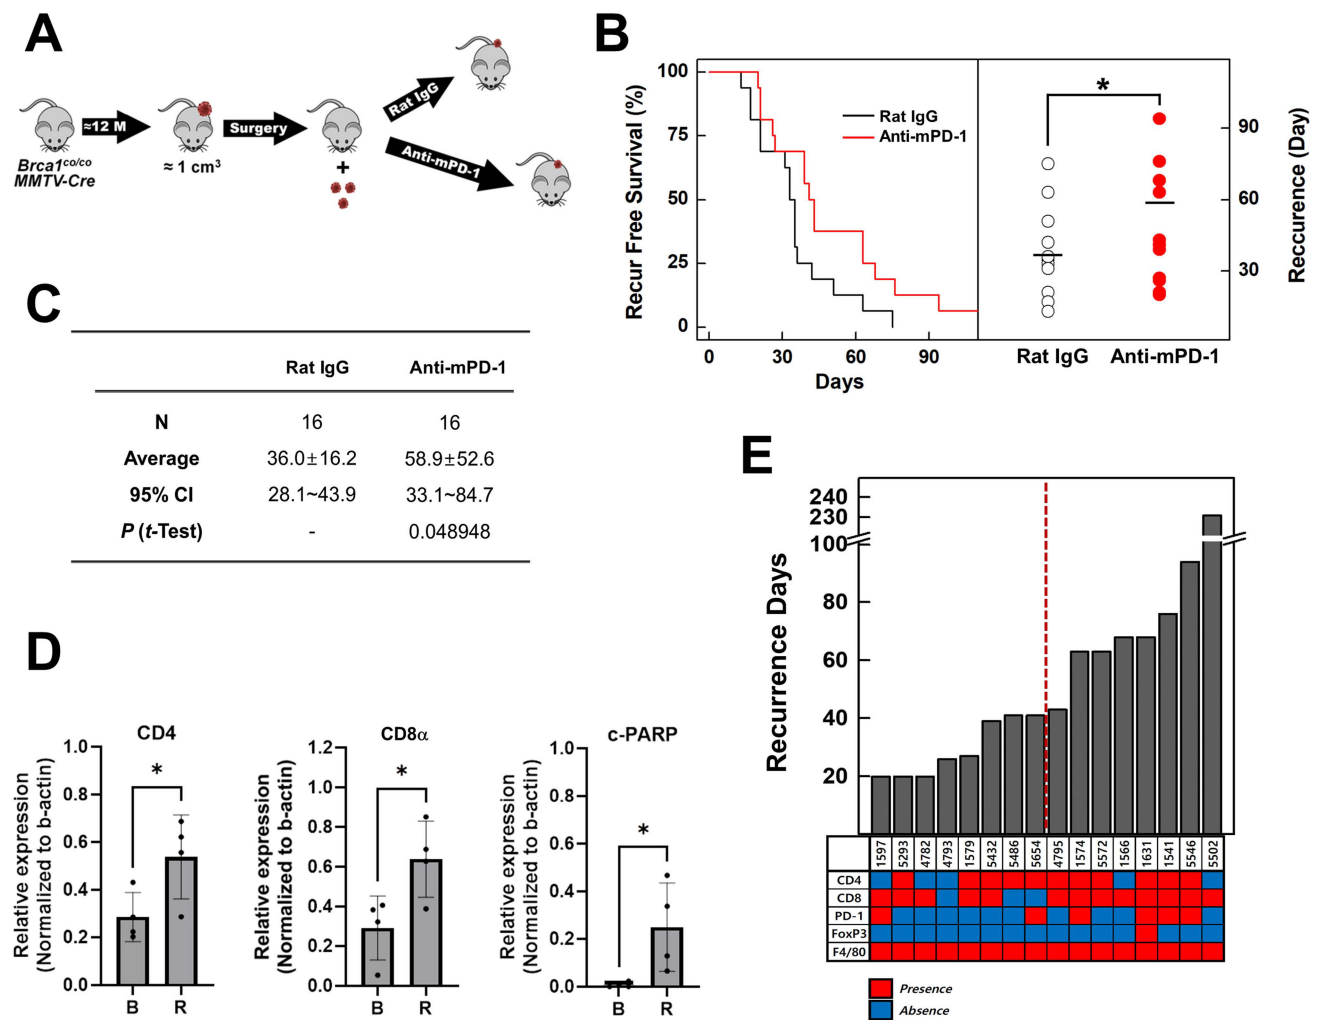 A
Rat IgG
≈12 M
Surgery
+
Anti-mPD-1
Brca1co/co
MMTV-Cre
≈ 1 cm3
B
Recur Free Survival (%)
100
75
50
25
0
0 30 60 90
Days
Rat IgG
Anti-mPD-1
*
90
60
30
Reccurence (Day)
Rat IgG Anti-mPD-1
C
Rat IgG Anti-mPD-1
N 16 16
Average 36.0±16.2 58.9±52.6
95% CI 28.1~43.9 33.1~84.7
P (t-Test) - 0.048948
D
CD4
Relative expression
(Normalized to b-actin)
1.0
0.8
0.6
0.4
0.2
0.0
*
B R
CD8α
Relative expression
(Normalized to b-actin)
1.2
1.0
0.8
0.6
0.4
0.2
0.0
*
B R
c-PARP
Relative expression
(Normalized to b-actin)
1.0
0.8
0.6
0.4
0.2
0.0
*
B R
E
Recurrence Days
240
230
100
80
60
40
20
1597 5293 4782 4793 1579 5432 5486 5654 4795 1574 5572 1566 1631 1541 5546 5502
CD4
CD8
PD-1
FoxP3
F4/80
Presence
Absence